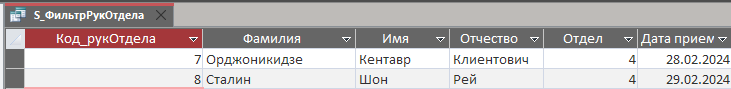 S_ФильтрРукОтдела
Код_рукОтдела Фамилия Имя Отчество Отдел Дата прием
7 Орджоникидзе Кентавр Клиентович 4 28.02.2024
8 Сталин Шон Рей 4 29.02.2024